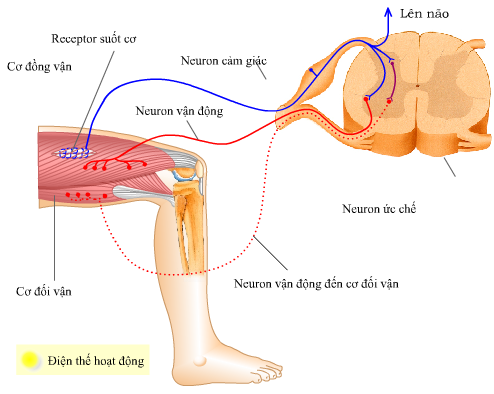 Lên não
Receptor suốt cơ
Cơ đồng vận
Neuron cảm giác
Neuron vận động
Neuron ức chế
Neuron vận động đến cơ đối vận
Cơ đối vận
Điện thế hoạt động